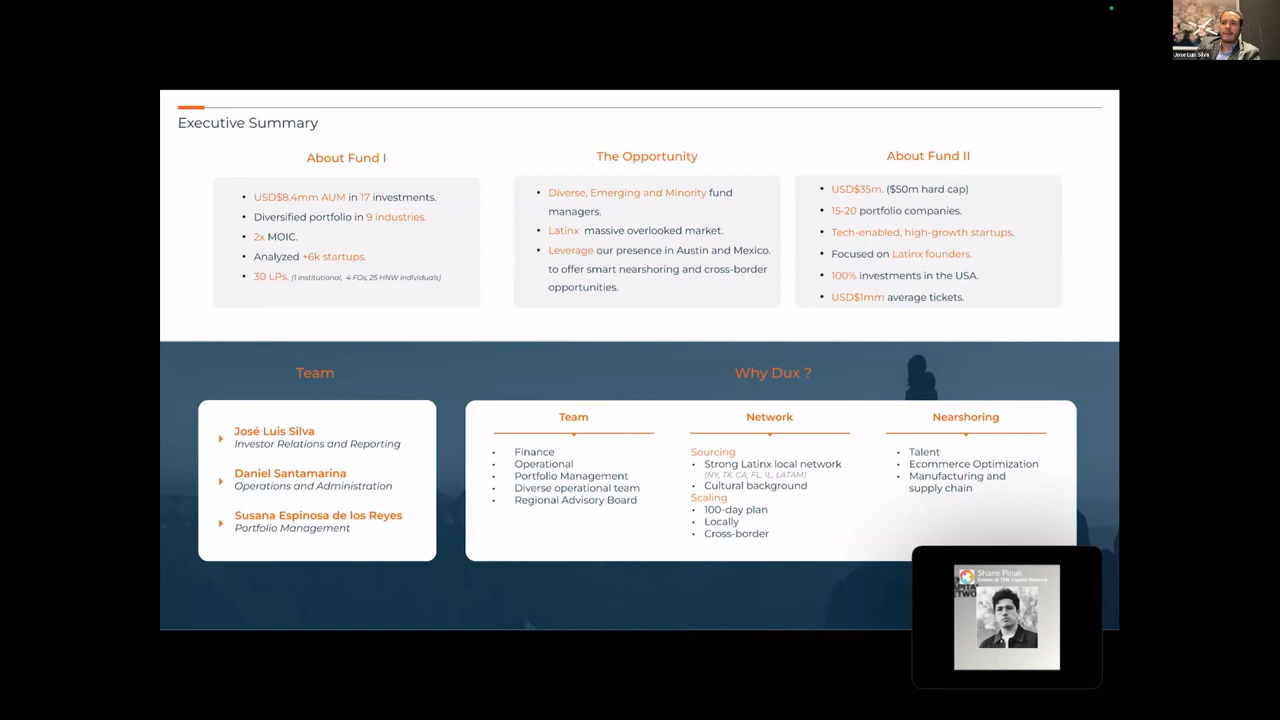 Jose Luis Silva
Executive Summary
About Fund I
USD$8.4mm AUM in 17 investments.
Diversified portfolio in 9 industries.
2x MOIC.
Analyzed +6k startups.
30 LPs. (1 institutional, 4 FOs, 25 HNW individuals)
The Opportunity
Diverse, Emerging and Minority fund
managers.
Latinx massive overlooked market.
Leverage our presence in Austin and Mexico.
to offer smart nearshoring and cross-border
opportunities.
About Fund II
USD$35m. ($50m hard cap)
15-20 portfolio companies.
Tech-enabled, high-growth startups.
Focused on Latinx founders.
100% investments in the USA.
USD$1mm average tickets.
Team
José Luis Silva
Investor Relations and Reporting
Daniel Santamarina
Operations and Administration
Susana Espinosa de los Reyes
Portfolio Management
Why Dux ?
Team
Finance
Operational
Portfolio Management
Diverse operational team
Regional Advisory Board
Network
Sourcing
Strong Latinx local network
(NY, TX, CA, FL, IL, LATAM)
Cultural background
Scaling
100-day plan
Locally
Cross-border
Nearshoring
Talent
Ecommerce Optimization
Manufacturing and
supply chain
Shane Pinak
Events at TEN Capital Network